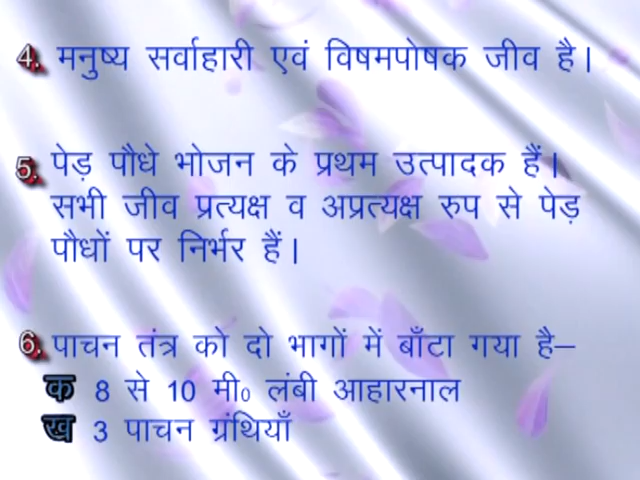 4. मनुष्य सर्वाहारी एवं विषमपोषक जीव है।
5. पेड़ पौधे भोजन के प्रथम उत्पादक हैं।
सभी जीव प्रत्यक्ष व अप्रत्यक्ष रुप से पेड़
पौधों पर निर्भर हैं।
6. पाचन तंत्र को दो भागों में बाँटा गया है–
क 8 से 10 मी0 लंबी आहारनाल
ख 3 पाचन ग्रंथियाँ